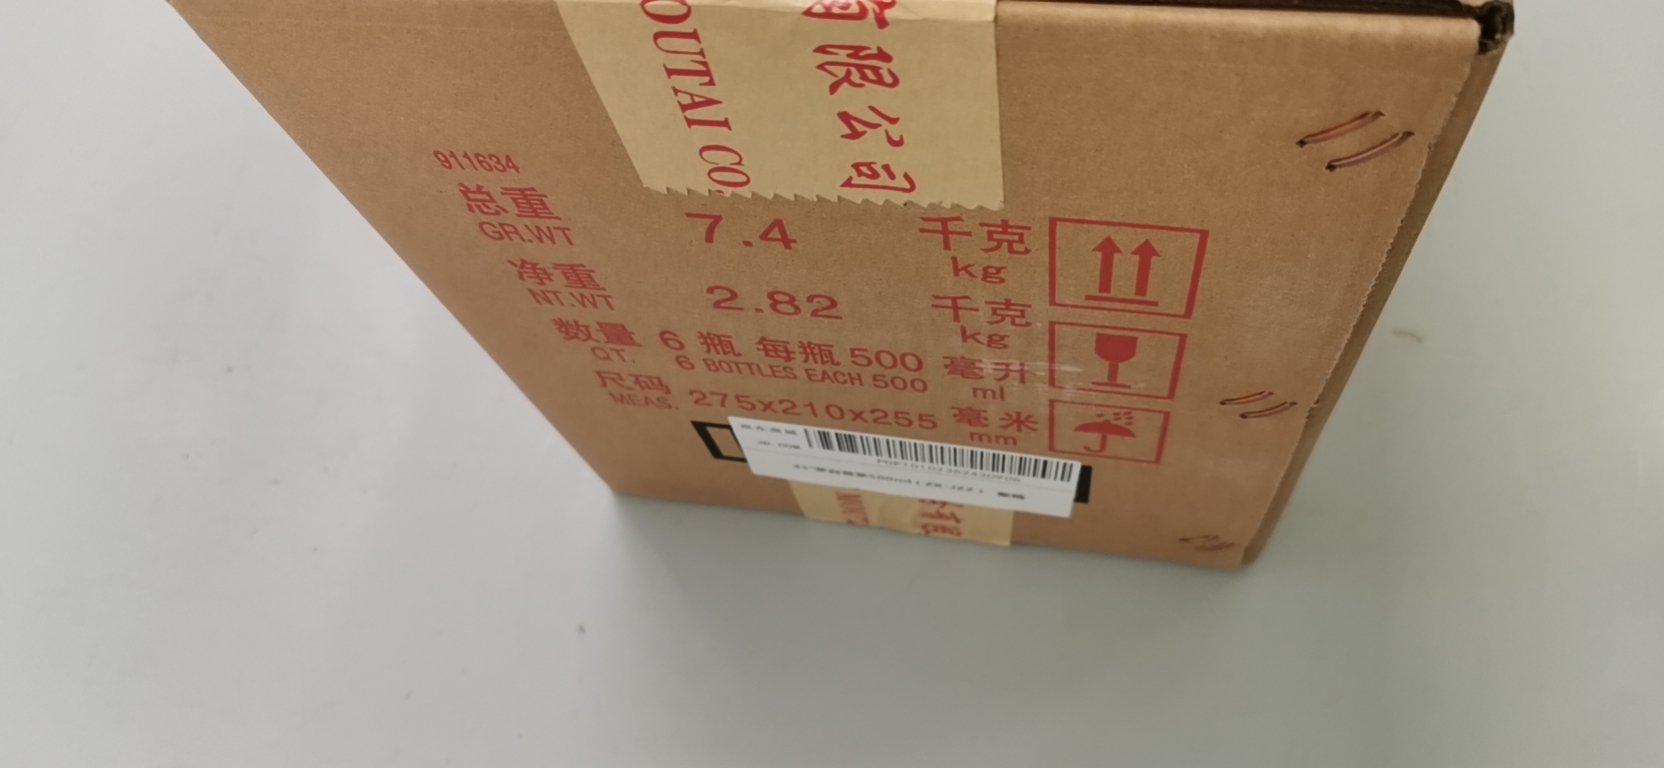 OUTAI CO
有限公司
911634
总重 7.4 千克
GR.WT kg
净重 2.82 千克
NT.WT kg
数量 6 瓶 每瓶 500 毫升
QT. 6 BOTTLES EACH 500 ml
尺码 275x210x255 毫米
MEAS. mm